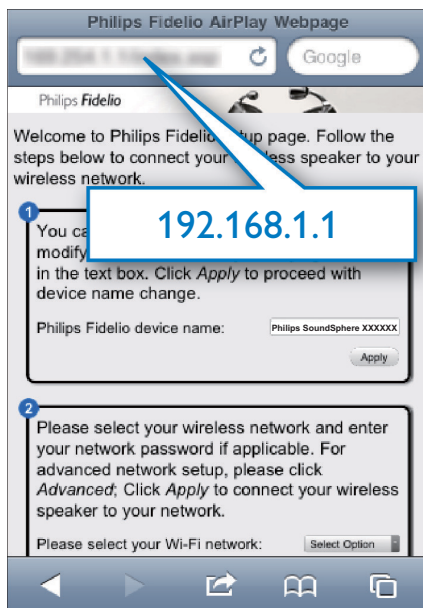 Philips Fidelio AirPlay Webpage
Google
Philips Fidelio
Welcome to Philips Fidelio setup page. Follow the
steps below to connect your wireless speaker to your
wireless network.
192.168.1.1
1
You
modify
in the text box. Click Apply to proceed with
device name change.
Philips Fidelio device name: Philips SoundSphere XXXXXX
Apply
2
Please select your wireless network and enter
your network password if applicable. For
advanced network setup, please click
Advanced; Click Apply to connect your wireless
speaker to your network.
Please select your Wi-Fi network: Select Option